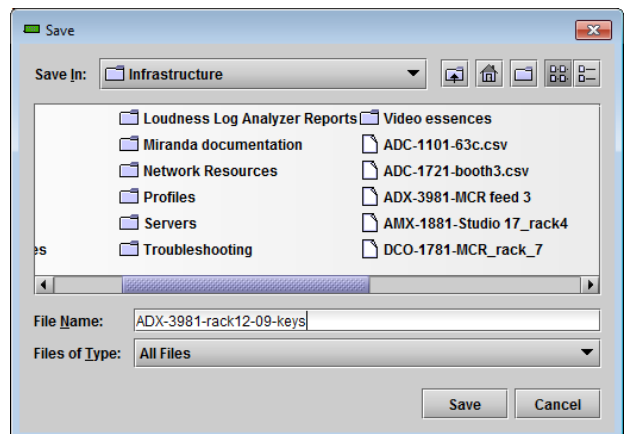 Save
Save In: Infrastructure
Loudness Log Analyzer Reports Video essences
Miranda documentation ADC-1101-63c.csv
Network Resources ADC-1721-booth3.csv
Profiles ADX-3981-MCR feed 3
Servers AMX-1881-Studio 17_rack4
es Troubleshooting DCO-1781-MCR_rack_7
File Name: ADX-3981-rack12-09-keys
Files of Type: All Files
Save Cancel